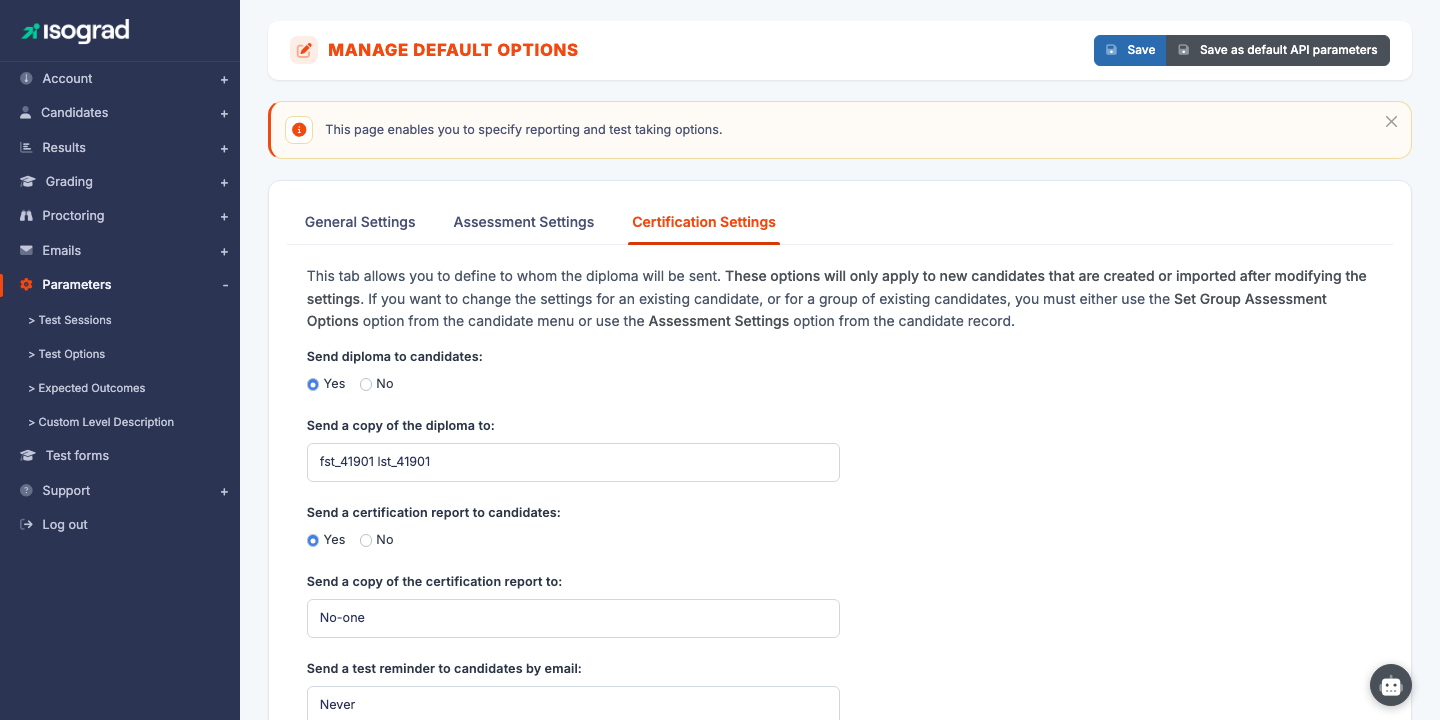 isograd
Account +
Candidates +
Results +
Grading +
Proctoring +
Emails +
Parameters -
> Test Sessions
> Test Options
> Expected Outcomes
> Custom Level Description
Test forms
Support +
Log out
MANAGE DEFAULT OPTIONS
Save
Save as default API parameters
This page enables you to specify reporting and test taking options.
General Settings
Assessment Settings
Certification Settings
This tab allows you to define to whom the diploma will be sent. These options will only apply to new candidates that are created or imported after modifying the
settings. If you want to change the settings for an existing candidate, or for a group of existing candidates, you must either use the Set Group Assessment
Options option from the candidate menu or use the Assessment Settings option from the candidate record.
Send diploma to candidates:
Yes No
Send a copy of the diploma to:
fst_41901 lst_41901
Send a certification report to candidates:
Yes No
Send a copy of the certification report to:
No-one
Send a test reminder to candidates by email:
Never